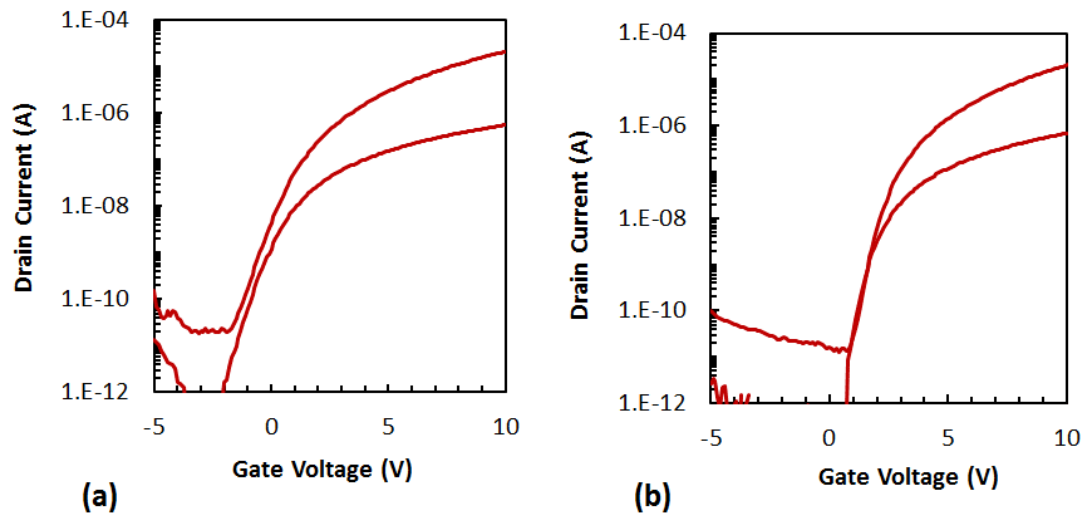 1.E-04
1.E-06
1.E-08
1.E-10
1.E-12
Drain Current (A)
-5 0 5 10
Gate Voltage (V)
(a)
1.E-04
1.E-06
1.E-08
1.E-10
1.E-12
Drain Current (A)
-5 0 5 10
Gate Voltage (V)
(b)